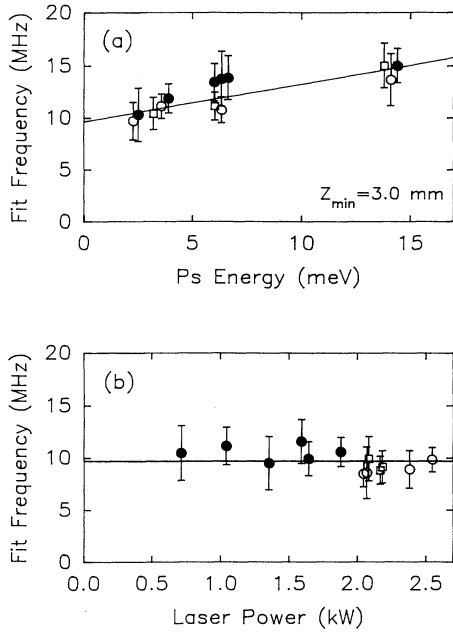 (a)
20
15
10
5
0
Fit Frequency (MHz)
Z_min=3.0 mm
0 5 10 15
Ps Energy (meV)
(b)
20
15
10
5
0
Fit Frequency (MHz)
0.0 0.5 1.0 1.5 2.0 2.5
Laser Power (kW)